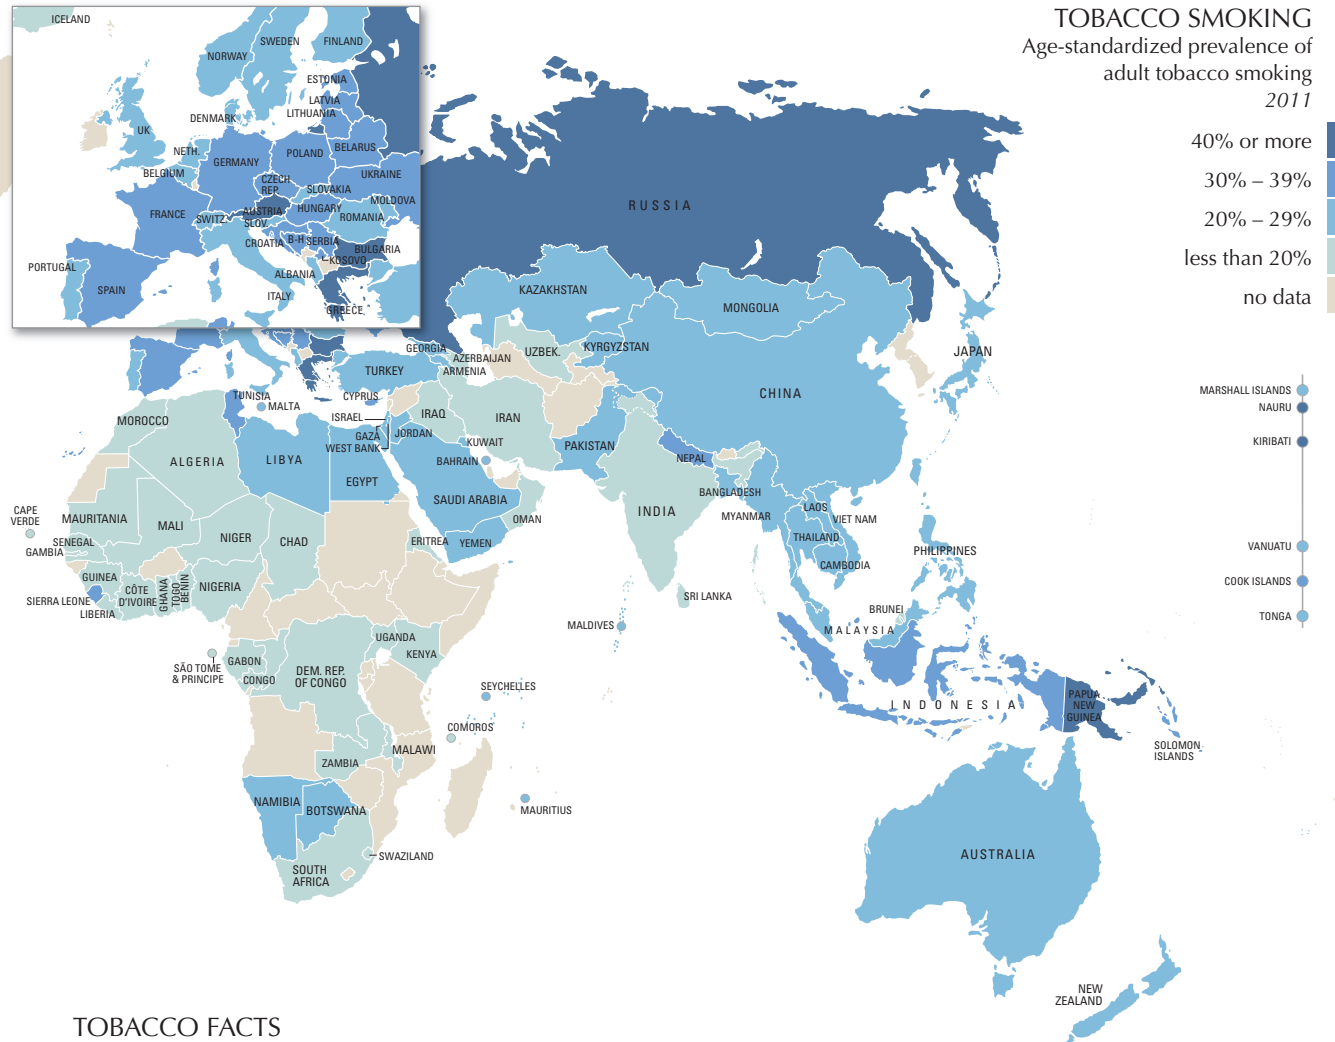 TOBACCO SMOKING
Age-standardized prevalence of
adult tobacco smoking
2011
40% or more
30% – 39%
20% – 29%
less than 20%
no data
ICELAND
NORWAY
SWEDEN
FINLAND
ESTONIA
LATVIA
LITHUANIA
DENMARK
UK
NETH.
BELGIUM
GERMANY
POLAND
BELARUS
UKRAINE
CZECH
REP.
SLOVAKIA
MOLDOVA
FRANCE
SWITZ.
AUSTRIA
HUNGARY
ROMANIA
SLOV.
CROATIA
B-H
SERBIA
BULGARIA
KOSOVO
PORTUGAL
SPAIN
ALBANIA
ITALY
GREECE
RUSSIA
KAZAKHSTAN
MONGOLIA
GEORGIA
AZERBAIJAN
ARMENIA
UZBEK.
KYRGYZSTAN
JAPAN
TURKEY
CHINA
TUNISIA
MALTA
CYPRUS
ISRAEL
GAZA
WEST BANK
JORDAN
IRAQ
IRAN
KUWAIT
BAHRAIN
PAKISTAN
NEPAL
MOROCCO
ALGERIA
LIBYA
EGYPT
SAUDI ARABIA
OMAN
YEMEN
INDIA
BANGLADESH
MYANMAR
LAOS
VIET NAM
THAILAND
CAMBODIA
PHILIPPINES
CAPE
VERDE
MAURITANIA
MALI
NIGER
CHAD
ERITREA
SENEGAL
GAMBIA
GUINEA
SIERRA LEONE
LIBERIA
CÔTE
D'IVOIRE
GHANA
TOGO
BENIN
NIGERIA
SRI LANKA
MALDIVES
BRUNEI
MALAYSIA
SÃO TOME
& PRINCIPE
GABON
CONGO
DEM. REP.
OF CONGO
UGANDA
KENYA
SEYCHELLES
COMOROS
INDONESIA
PAPUA
NEW
GUINEA
SOLOMON
ISLANDS
ZAMBIA
MALAWI
NAMIBIA
BOTSWANA
MAURITIUS
SWAZILAND
SOUTH
AFRICA
AUSTRALIA
NEW
ZEALAND
MARSHALL ISLANDS
NAURU
KIRIBATI
VANUATU
COOK ISLANDS
TONGA
TOBACCO FACTS